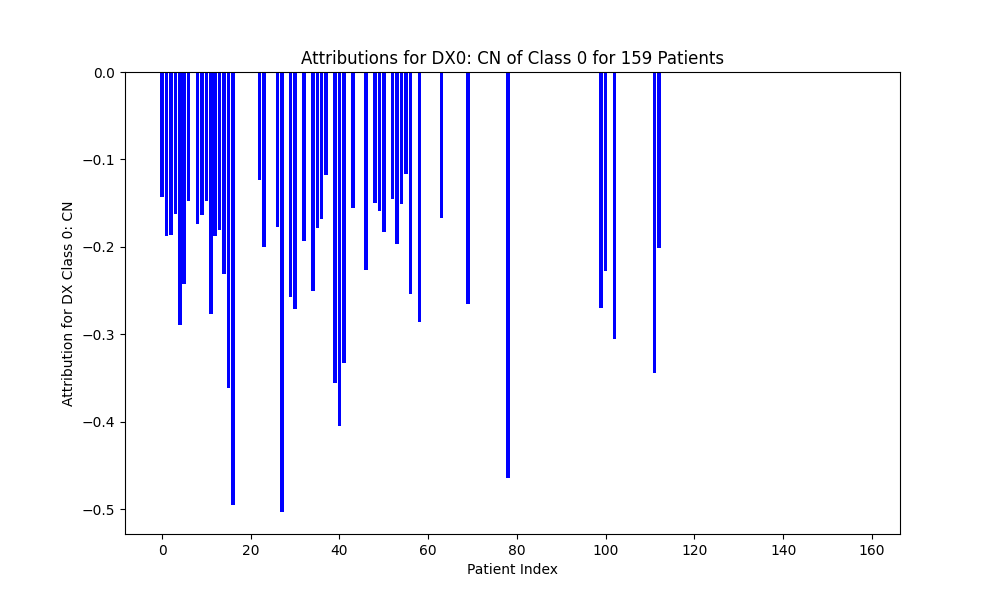 Attributions for DX0: CN of Class 0 for 159 Patients
Attribution for DX Class 0: CN
0.0
−0.1
−0.2
−0.3
−0.4
−0.5
0 20 40 60 80 100 120 140 160
Patient Index